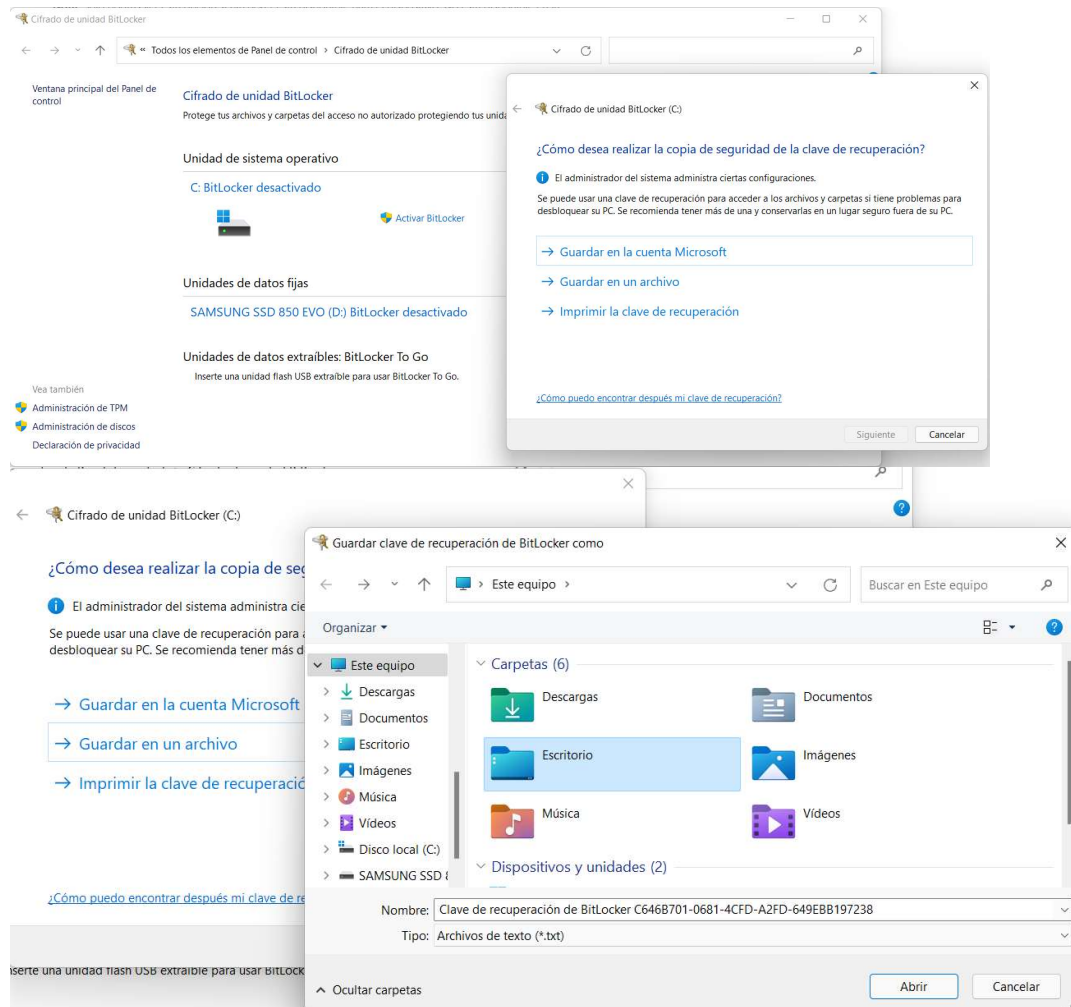 Cifrado de unidad BitLocker
« Todos los elementos de Panel de control › Cifrado de unidad BitLocker
Ventana principal del Panel de
control
Cifrado de unidad BitLocker
Protege tus archivos y carpetas del acceso no autorizado protegiendo tus
Unidad de sistema operativo
C: BitLocker desactivado
Activar BitLocker
Unidades de datos fijas
SAMSUNG SSD 850 EVO (D:) BitLocker desactivado
Unidades de datos extraíbles: BitLocker To Go
Inserte una unidad flash USB extraíble para usar BitLocker To Go.
Vea también
Administración de TPM
Administración de discos
Declaración de privacidad
Cifrado de unidad BitLocker (C:)
¿Cómo desea realizar la copia de seguridad de la clave de recuperación?
El administrador del sistema administra ciertas configuraciones.
Se puede usar una clave de recuperación para acceder a los archivos y carpetas si tiene problemas para
desbloquear su PC. Se recomienda tener más de una y conservarlas en un lugar seguro fuera de su PC.
→ Guardar en la cuenta Microsoft
→ Guardar en un archivo
→ Imprimir la clave de recuperación
¿Cómo puedo encontrar después mi clave de recuperación?
Siguiente Cancelar
Cifrado de unidad BitLocker (C:)
¿Cómo desea realizar la copia de
El administrador del sistema administra
Se puede usar una clave de recuperación para
desbloquear su PC. Se recomienda tener más
→ Guardar en la cuenta Microsoft
→ Guardar en un archivo
→ Imprimir la clave de
¿Cómo puedo encontrar después mi clave de
una unidad flash USB extraíble para usar
Guardar clave de recuperación de BitLocker como
› Este equipo ›
Buscar en Este equipo
Organizar
Este equipo
Descargas
Documentos
Escritorio
Imágenes
Música
Vídeos
Disco local (C:)
SAMSUNG SSD
Carpetas (6)
Descargas
Documentos
Escritorio
Imágenes
Música
Vídeos
Dispositivos y unidades (2)
Nombre: Clave de recuperación de BitLocker C646B701-0681-4CFD-A2FD-649EBB197238
Tipo: Archivos de texto (*.txt)
Ocultar carpetas
Abrir Cancelar